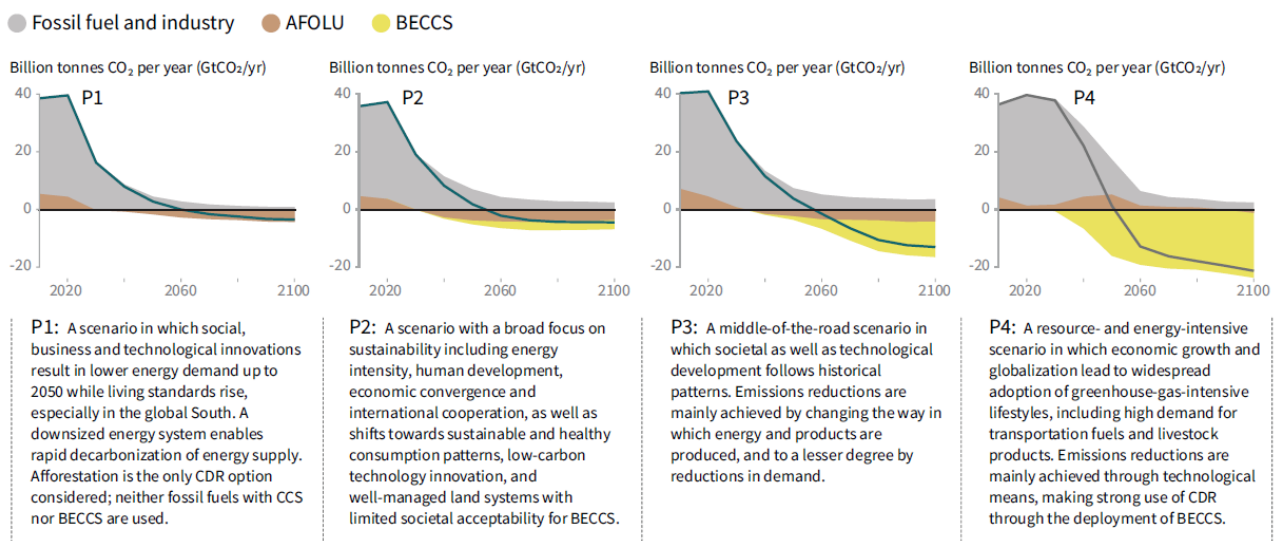 Fossil fuel and industry AFOLU BECCS
Billion tonnes CO₂ per year (GtCO₂/yr) Billion tonnes CO₂ per year (GtCO₂/yr) Billion tonnes CO₂ per year (GtCO₂/yr) Billion tonnes CO₂ per year (GtCO₂/yr)
40 P1 40 P2 40 P3 40 P4
20 20 20 20
0 0 0 0
-20 -20 -20 -20
2020 2060 2100 2020 2060 2100 2020 2060 2100 2020 2060 2100
P1: A scenario in which social,
business and technological innovations
result in lower energy demand up to
2050 while living standards rise,
especially in the global South. A
downsized energy system enables
rapid decarbonization of energy supply.
Afforestation is the only CDR option
considered; neither fossil fuels with CCS
nor BECCS are used.
P2: A scenario with a broad focus on
sustainability including energy
intensity, human development,
economic convergence and
international cooperation, as well as
shifts towards sustainable and healthy
consumption patterns, low-carbon
technology innovation, and
well-managed land systems with
limited societal acceptability for BECCS.
P3: A middle-of-the-road scenario in
which societal as well as technological
development follows historical
patterns. Emissions reductions are
mainly achieved by changing the way in
which energy and products are
produced, and to a lesser degree by
reductions in demand.
P4: A resource- and energy-intensive
scenario in which economic growth and
globalization lead to widespread
adoption of greenhouse-gas-intensive
lifestyles, including high demand for
transportation fuels and livestock
products. Emissions reductions are
mainly achieved through technological
means, making strong use of CDR
through the deployment of BECCS.